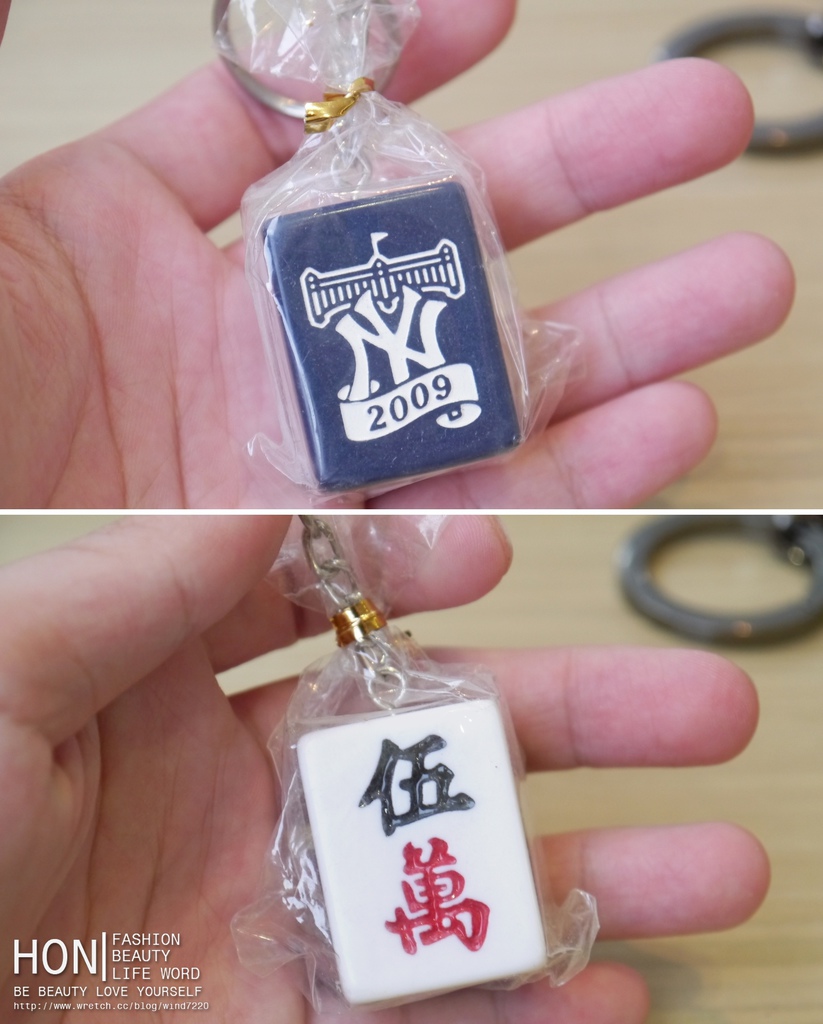 NY
2009
伍
萬
HON
FASHION
BEAUTY
LIFE WORD
BE BEAUTY LOVE YOURSELF
http://www.wretch.cc/blog/wind7220